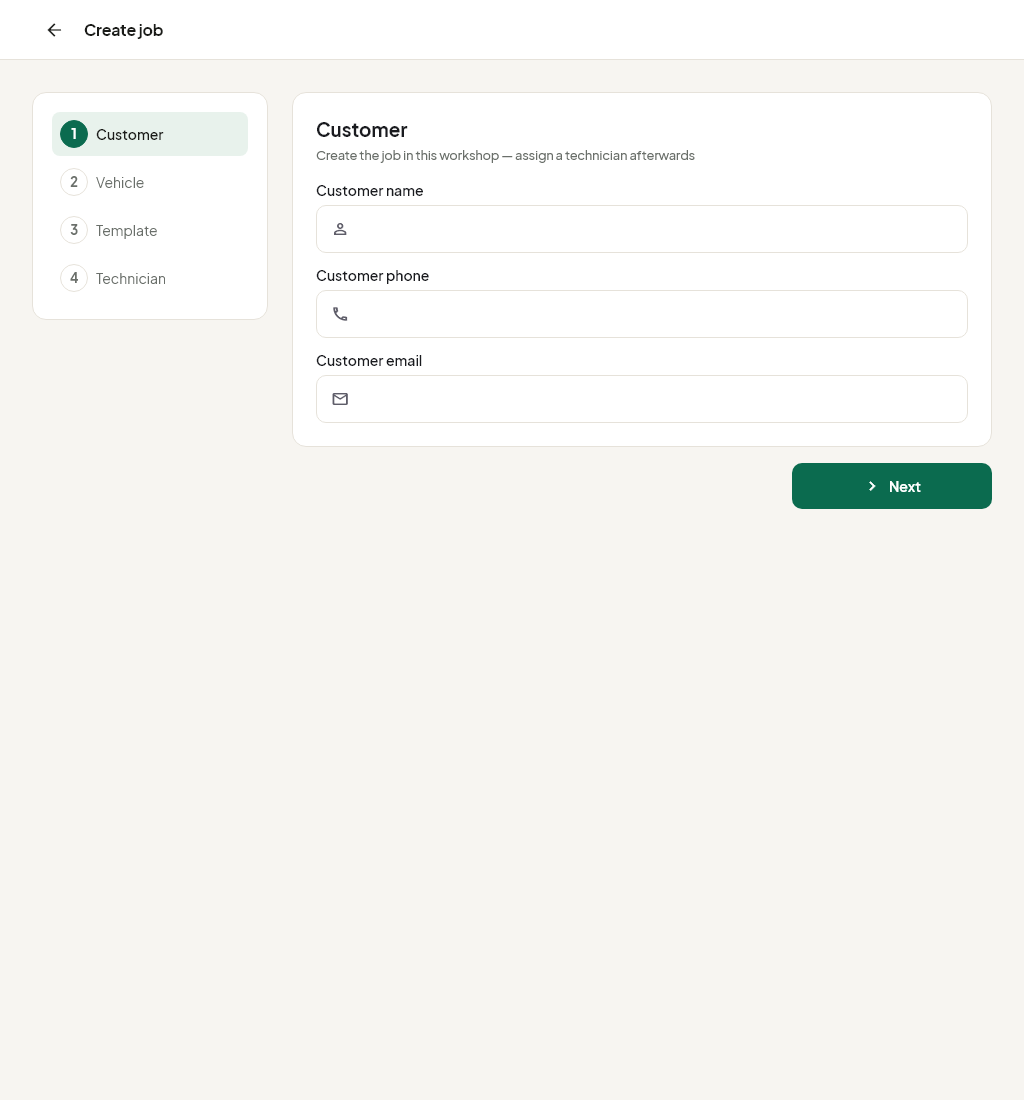 Create job
1 Customer
2 Vehicle
3 Template
4 Technician
Customer
Create the job in this workshop — assign a technician afterwards
Customer name
Customer phone
Customer email
Next